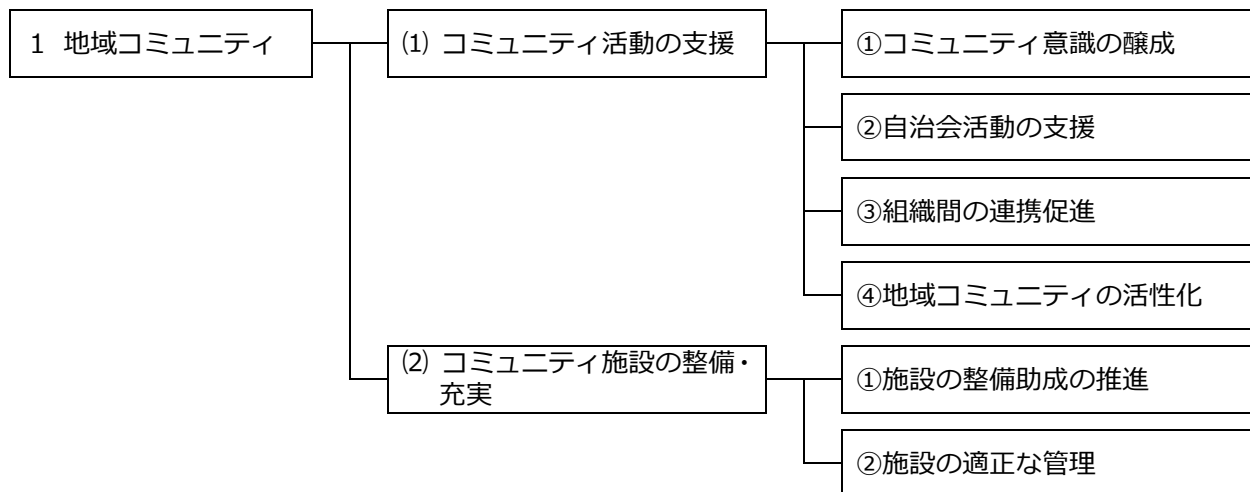 1 地域コミュニティ
⑴ コミュニティ活動の支援
①コミュニティ意識の醸成
②自治会活動の支援
③組織間の連携促進
④地域コミュニティの活性化
⑵ コミュニティ施設の整備・
充実
①施設の整備助成の推進
②施設の適正な管理